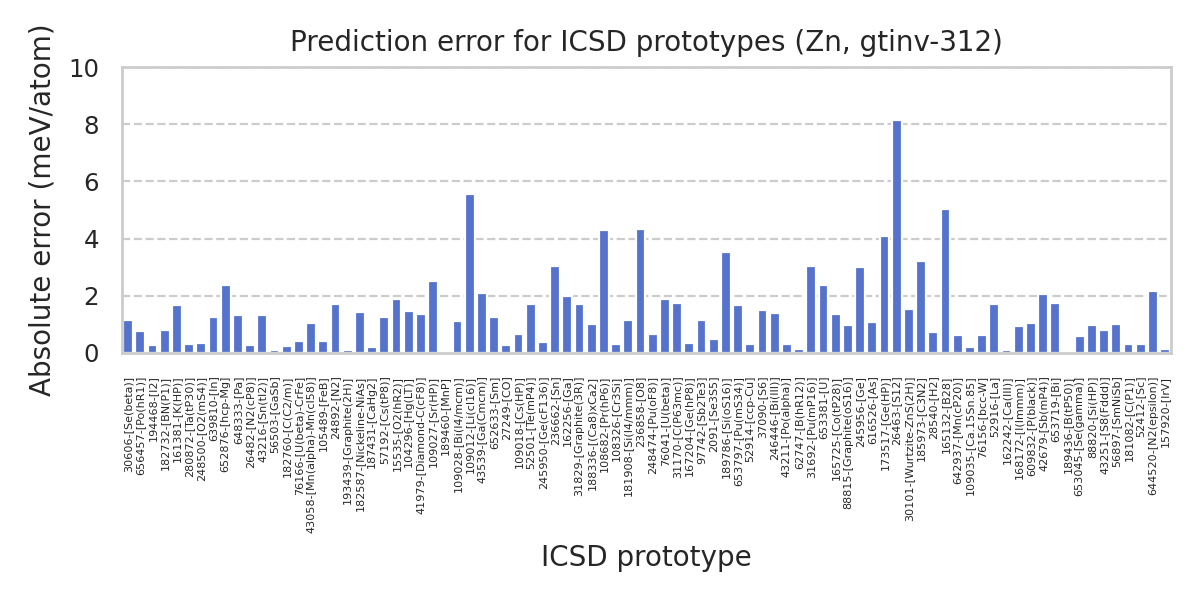 Prediction error for ICSD prototypes (Zn, gtinv-312)
Absolute error (meV/atom)
10
8
6
4
2
0
30606-[Se(beta)]
656457-[Po(hR1)]
194468-[I2]
182732-[BN(P1)]
16381-[K(HP)]
280872-[Ta(tP30)]
248500-[O2(mS4)]
639810-[In]
652876-[hcp-Mg]
648333-[Pa]
26482-[N2(cP8)]
43216-[Sn(tI2)]
56503-[GaSb]
182760-[C(C2/m)]
76166-[U(beta)-CrFe]
43058-[Mn(alpha)-Mn(cI58)]
105489-[FeB]
24892-[N2]
193439-[Graphite(2H)]
182587-[Nickeline-NiAs]
187431-[CaHg2]
57192-[Cs(tP8)]
15535-[O2(hR2)]
104296-[Hg(LT)]
41979-[Diamond-C(cF8)]
109027-[Sr(HP)]
189460-[MnP]
109028-[Bi(I4/mcm)]
109012-[Li(cI16)]
43539-[Ga(Cmcm)]
652633-[Sm]
27249-[CO]
109018-[Cs(HP)]
52501-[Te(mP4)]
245950-[Ge(cF136)]
236662-[Sn]
162256-[Ga]
31829-[Graphite(3R)]
188336-[(Ca8)xCa2]
108682-[Pr(hP6)]
108326-[Cr3Si]
181908-[Si(I4/mmm)]
236858-[O8]
248474-[Pu(oF8)]
76041-[U(beta)]
31170-[C(P63mc)]
167204-[Ge(hP8)]
97742-[Sb2Te3]
2091-[Se3S5]
189786-[Si(oS16)]
653797-[Pu(mS34)]
52914-[ccp-Cu]
37090-[S6]
246446-[Bi(III)]
43211-[Po(alpha)]
62747-[B(hR12)]
31692-[Pu(mP16)]
653381-[U]
165725-[Co(tP28)]
88815-[Graphite(oS16)]
245956-[Ge]
616526-[As]
173517-[Ge(HP)]
26463-[S12]
30101-[Wurtzite-ZnS(2H)]
185973-[C3N2]
28540-[H2]
165132-[B28]
642937-[Mn(cP20)]
109035-[Ca.15Sn.85]
76156-[bcc-W]
52916-[La]
162242-[Ca(III)]
168172-[I(Immm)]
609832-[P(black)]
42679-[Sb(mP4)]
653719-[Bi]
189436-[B(tP50)]
653045-[Se(gamma)]
88820-[Si(HP)]
43251-[S8(Fddd)]
56897-[SmNiSb]
181082-[C(P1)]
52412-[Sc]
644520-[N2(epsilon)]
157920-[IrV]
ICSD prototype